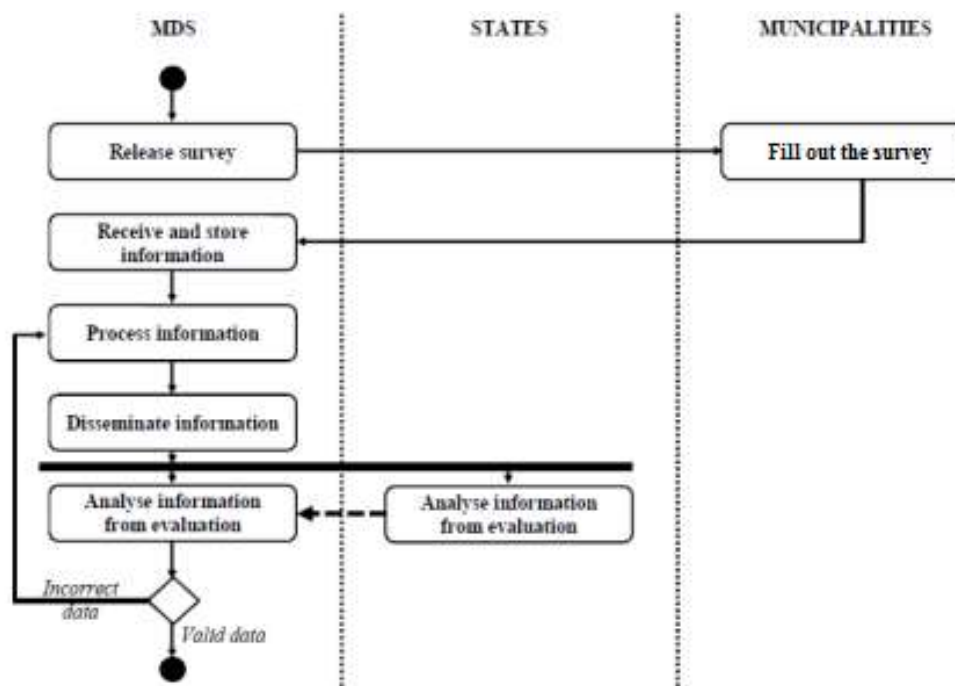 MDS
STATES
MUNICIPALITIES
Release survey
Fill out the survey
Receive and store
information
Process information
Disseminate information
Analyse information
from evaluation
Analyse information
from evaluation
Incorrect
data
Valid data